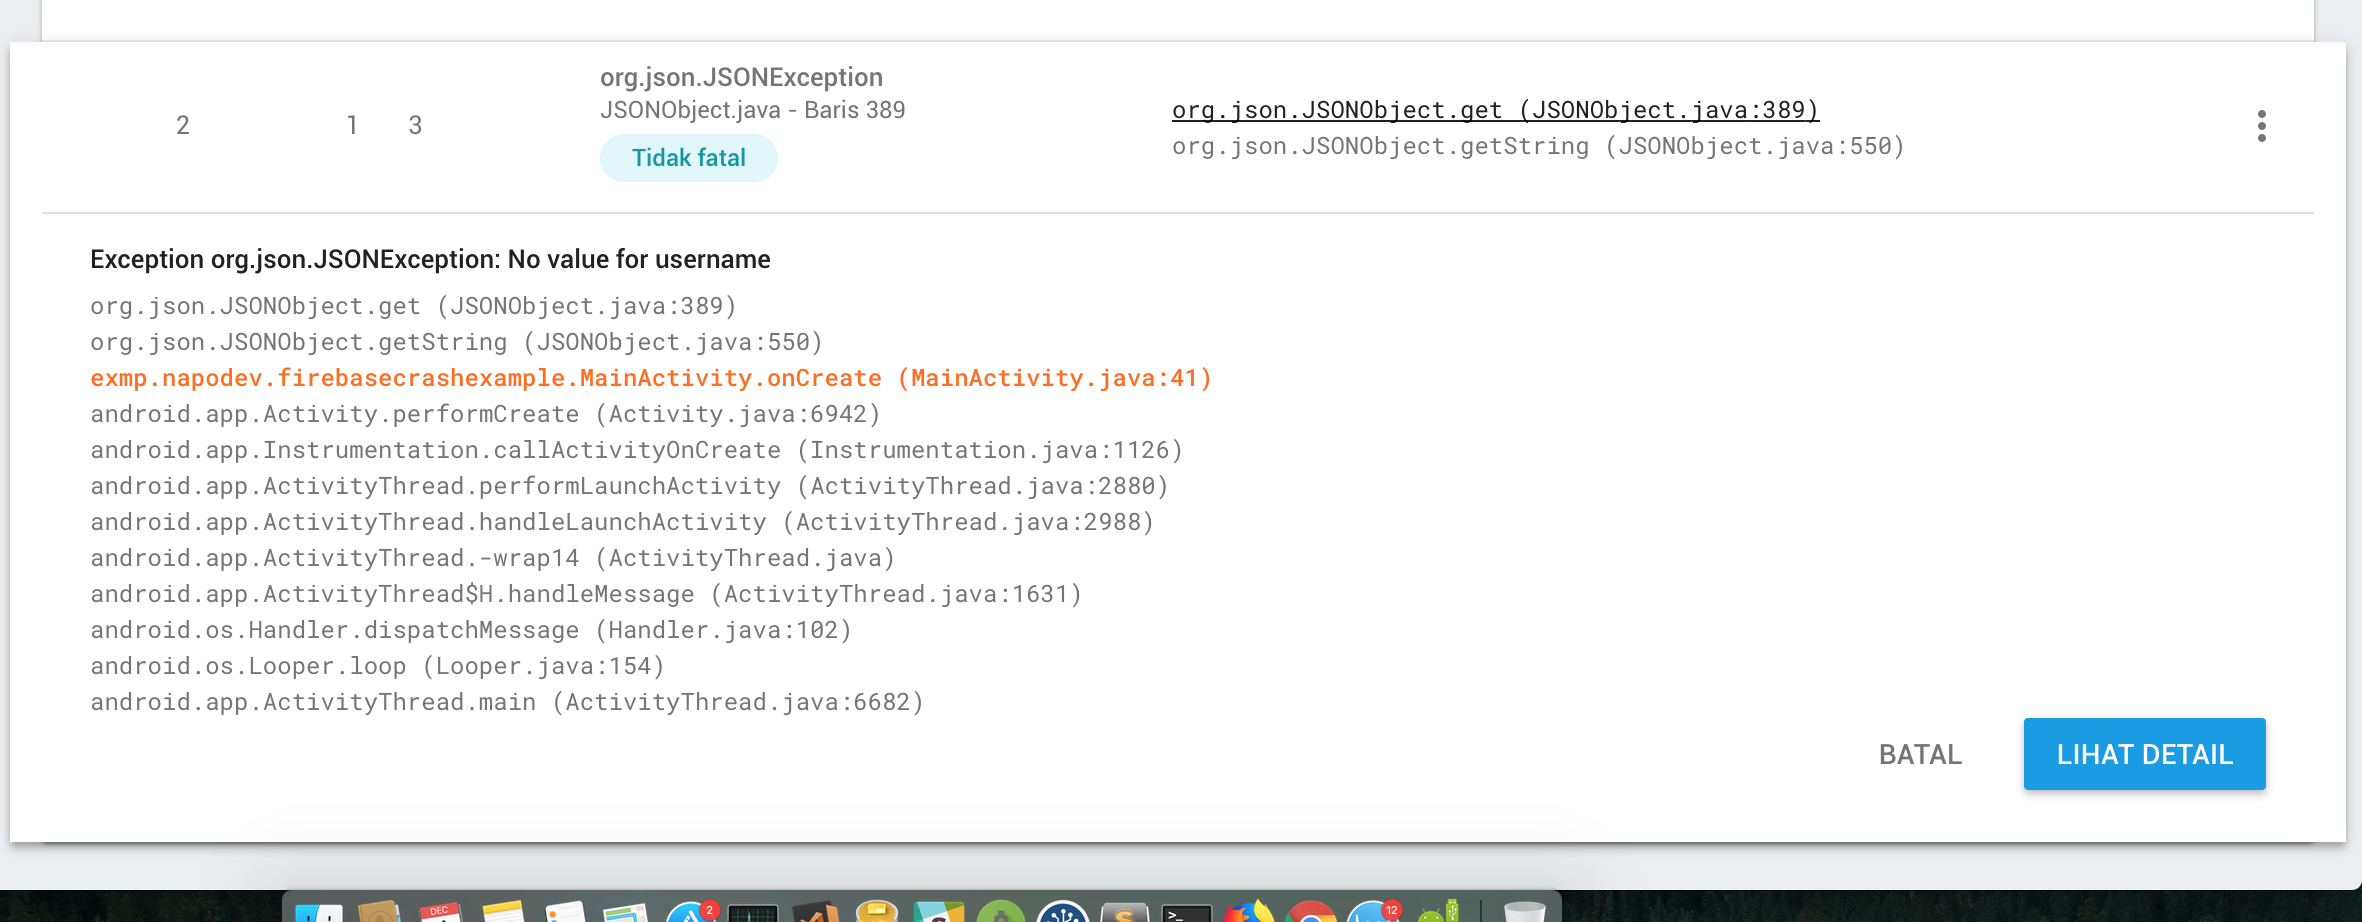 2 1 3
org.json.JSONException
JSONObject.java - Baris 389
Tidak fatal
org.json.JSONObject.get (JSONObject.java:389)
org.json.JSONObject.getString (JSONObject.java:550)
Exception org.json.JSONException: No value for username
org.json.JSONObject.get (JSONObject.java:389)
org.json.JSONObject.getString (JSONObject.java:550)
exmp.napodev.firebasecrashexample.MainActivity.onCreate (MainActivity.java:41)
android.app.Activity.performCreate (Activity.java:6942)
android.app.Instrumentation.callActivityOnCreate (Instrumentation.java:1126)
android.app.ActivityThread.performLaunchActivity (ActivityThread.java:2880)
android.app.ActivityThread.handleLaunchActivity (ActivityThread.java:2988)
android.app.ActivityThread.-wrap14 (ActivityThread.java)
android.app.ActivityThread$H.handleMessage (ActivityThread.java:1631)
android.os.Handler.dispatchMessage (Handler.java:102)
android.os.Looper.loop (Looper.java:154)
android.app.ActivityThread.main (ActivityThread.java:6682)
BATAL
LIHAT DETAIL
DEC
2
>_
12